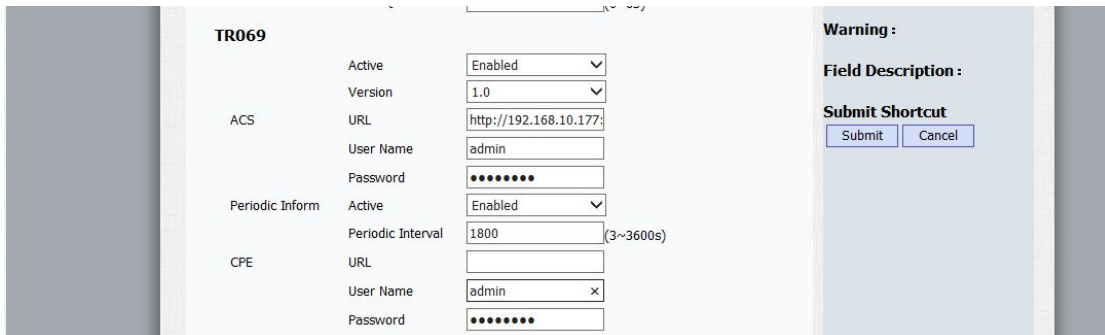 TR069
Warning :
Active Enabled
Field Description :
Version 1.0
ACS URL http://192.168.10.177:
Submit Shortcut
User Name admin
Submit Cancel
Password ●●●●●●●●
Periodic Inform Active Enabled
Periodic Interval 1800 (3~3600s)
CPE URL
User Name admin ×
Password ●●●●●●●●